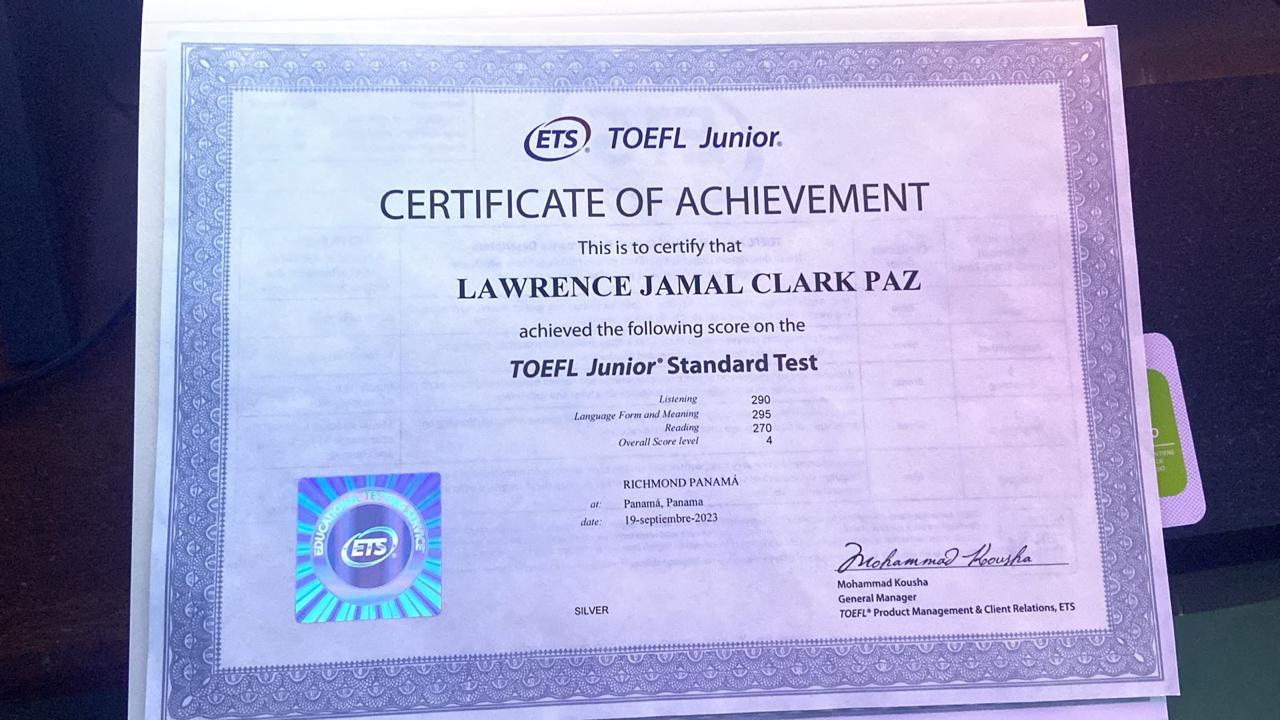 ETS® TOEFL Junior®
CERTIFICATE OF ACHIEVEMENT
This is to certify that
LAWRENCE JAMAL CLARK PAZ
achieved the following score on the
TOEFL Junior® Standard Test
Listening 290
Language Form and Meaning 295
Reading 270
Overall Score level 4
RICHMOND PANAMÁ
at: Panamá, Panama
date: 19-septiembre-2023
EDUCATIONAL TESTING SERVICE
ETS
SILVER
Mohammad Kousha
Mohammad Kousha
General Manager
TOEFL® Product Management & Client Relations, ETS